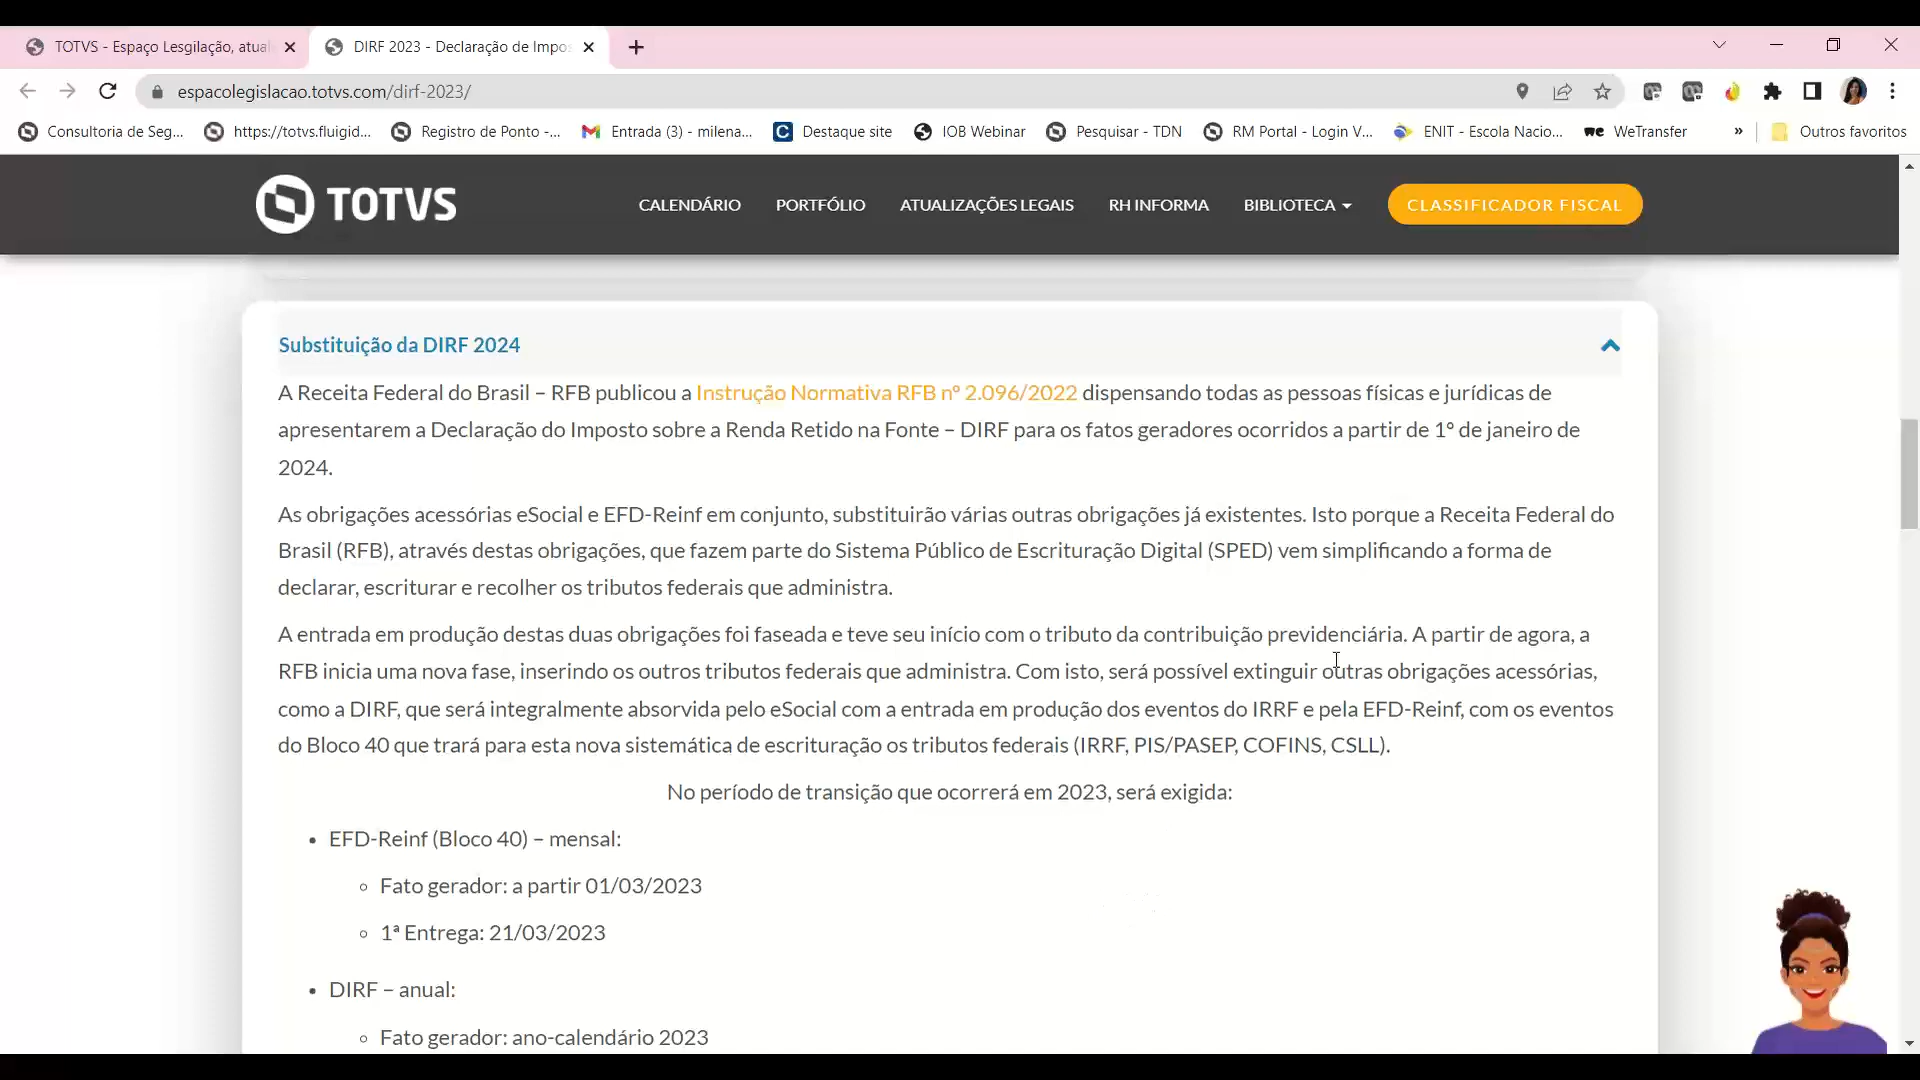 TOTVS - Espaço Lesgilação, atual
DIRF 2023 - Declaração de Impo
espacolegislacao.totvs.com/dirf-2023/
Consultoria de Seg...
https://totvs.fluigid...
Registro de Ponto -...
Entrada (3) - milena...
Destaque site
IOB Webinar
Pesquisar - TDN
RM Portal - Login V...
ENIT - Escola Nacio...
WeTransfer
»
Outros favoritos
TOTVS
CALENDÁRIO
PORTFÓLIO
ATUALIZAÇÕES LEGAIS
RH INFORMA
BIBLIOTECA
CLASSIFICADOR FISCAL
Substituição da DIRF 2024
A Receita Federal do Brasil – RFB publicou a Instrução Normativa RFB nº 2.096/2022 dispensando todas as pessoas físicas e jurídicas de
apresentarem a Declaração do Imposto sobre a Renda Retido na Fonte – DIRF para os fatos geradores ocorridos a partir de 1º de janeiro de
2024.
As obrigações acessórias eSocial e EFD-Reinf em conjunto, substituirão várias outras obrigações já existentes. Isto porque a Receita Federal do
Brasil (RFB), através destas obrigações, que fazem parte do Sistema Público de Escrituração Digital (SPED) vem simplificando a forma de
declarar, escriturar e recolher os tributos federais que administra.
A entrada em produção destas duas obrigações foi faseada e teve seu início com o tributo da contribuição previdenciária. A partir de agora, a
RFB inicia uma nova fase, inserindo os outros tributos federais que administra. Com isto, será possível extinguir outras obrigações acessórias,
como a DIRF, que será integralmente absorvida pelo eSocial com a entrada em produção dos eventos do IRRF e pela EFD-Reinf, com os eventos
do Bloco 40 que trará para esta nova sistemática de escrituração os tributos federais (IRRF, PIS/PASEP, COFINS, CSLL).
No período de transição que ocorrerá em 2023, será exigida:
• EFD-Reinf (Bloco 40) – mensal:
◦ Fato gerador: a partir 01/03/2023
◦ 1ª Entrega: 21/03/2023
• DIRF – anual:
◦ Fato gerador: ano-calendário 2023